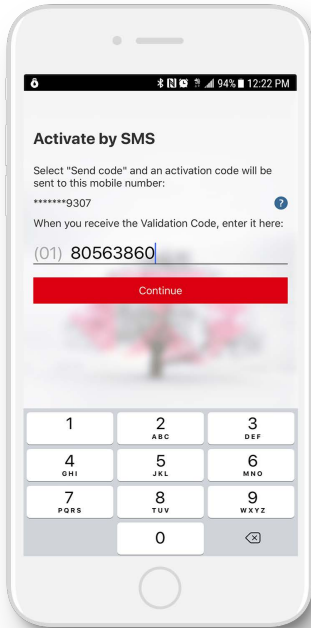 94% 12:22 PM
Activate by SMS
Select "Send code" and an activation code will be
sent to this mobile number:
*******9307 ?
When you receive the Validation Code, enter it here:
(01) 80563860
Continue
1 2 3
ABC DEF
4 5 6
GHI JKL MNO
7 8 9
PQRS TUV WXYZ
0